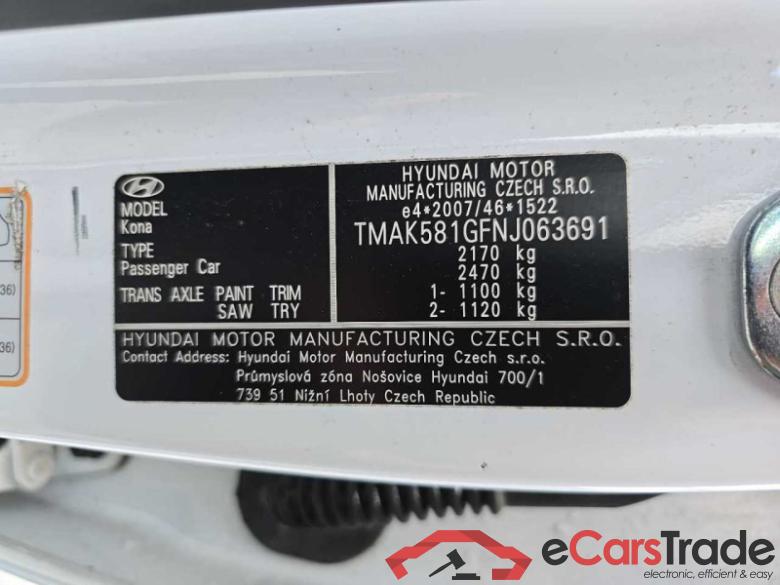 MODEL
Kona
TYPE
Passenger Car
TRANS AXLE PAINT TRIM
SAW TRY
HYUNDAI MOTOR
MANUFACTURING CZECH S.R.O.
e4*2007/46*1522
TMAK581GFNJ063691
2170 kg
2470 kg
1- 1100 kg
2- 1120 kg
HYUNDAI MOTOR MANUFACTURING CZECH S.R.O.
Contact Address: Hyundai Motor Manufacturing Czech s.r.o.
Průmyslová zóna Nošovice Hyundai 700/1
739 51 Nižní Lhoty Czech Republic
36)
36)
eCarsTrade
electronic, efficient & easy